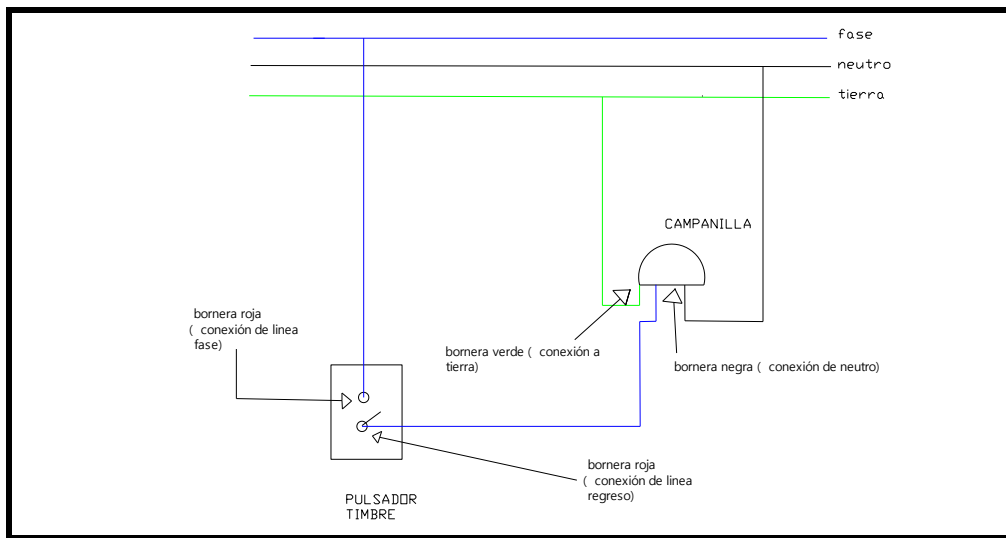 fase
neutro
tierra
CAMPANILLA
bornera roja
( conexión de linea
fase)
bornera verde ( conexión a
tierra)
bornera negra ( conexión de neutro)
bornera roja
( conexión de linea
regreso)
PULSADOR
TIMBRE